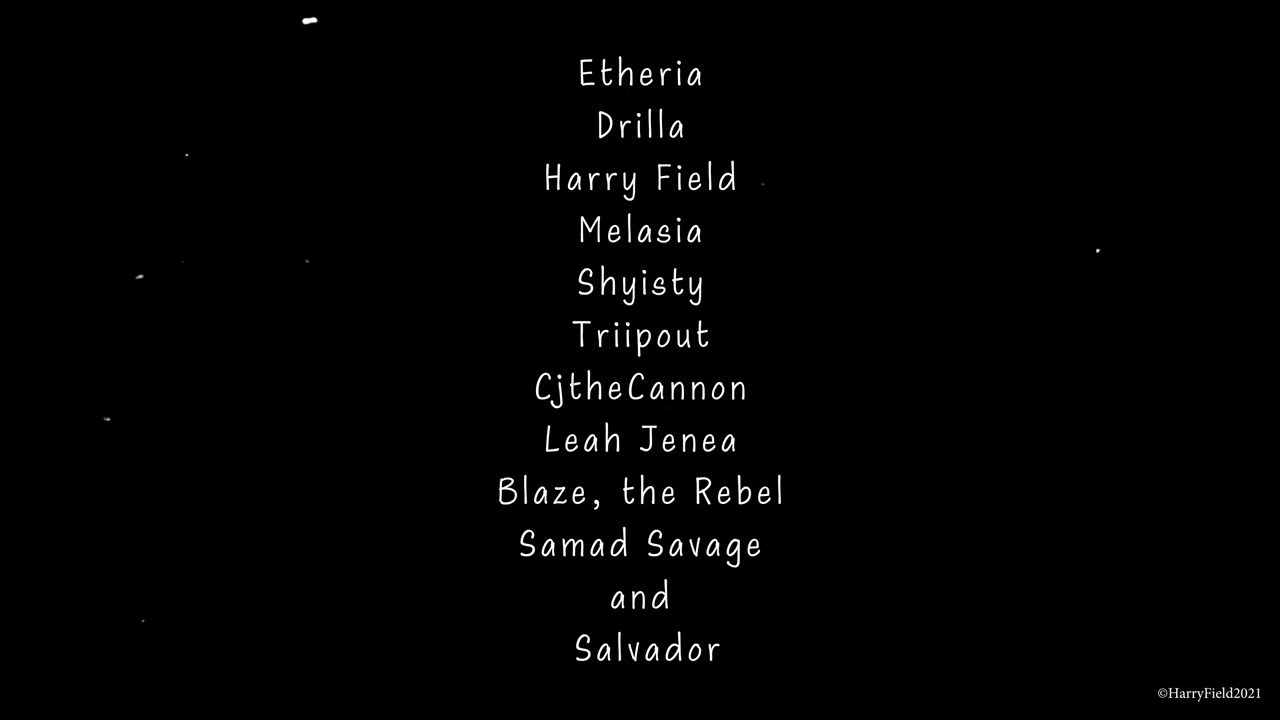 Etheria
Drilla
Harry Field
Melasia
Shyisty
Triipout
CjtheCannon
Leah Jenea
Blaze, the Rebel
Samad Savage
and
Salvador
©HarryField2021